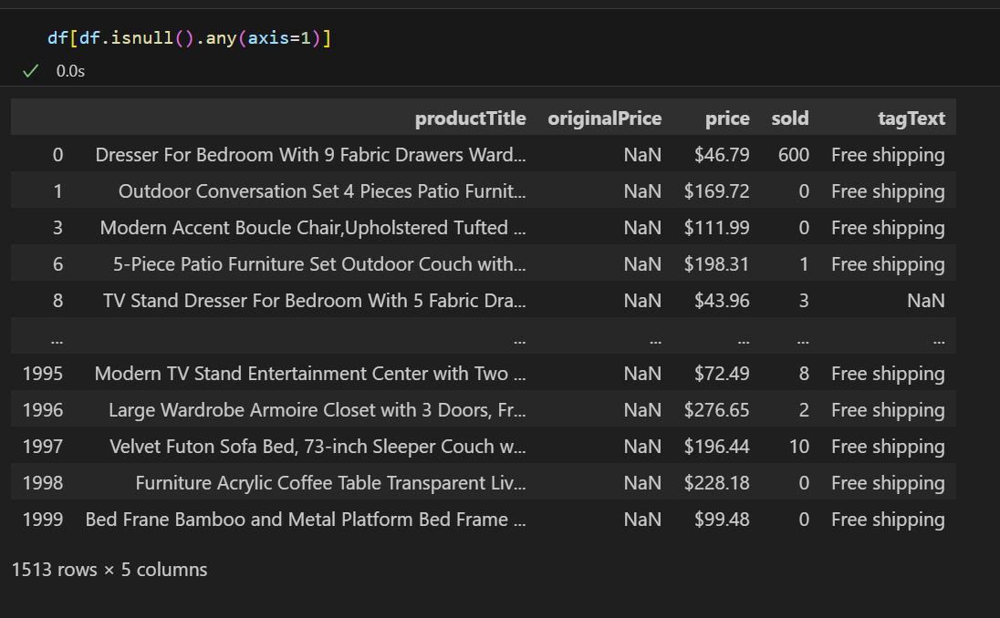 df[df.isnull().any(axis=1)]
0.0s
productTitle originalPrice price sold tagText
0 Dresser For Bedroom With 9 Fabric Drawers Ward... NaN $46.79 600 Free shipping
1 Outdoor Conversation Set 4 Pieces Patio Furnit... NaN $169.72 0 Free shipping
3 Modern Accent Boucle Chair,Upholstered Tufted ... NaN $111.99 0 Free shipping
6 5-Piece Patio Furniture Set Outdoor Couch with... NaN $198.31 1 Free shipping
8 TV Stand Dresser For Bedroom With 5 Fabric Dra... NaN $43.96 3 NaN
... ... ... ... ... ...
1995 Modern TV Stand Entertainment Center with Two ... NaN $72.49 8 Free shipping
1996 Large Wardrobe Armoire Closet with 3 Doors, Fr... NaN $276.65 2 Free shipping
1997 Velvet Futon Sofa Bed, 73-inch Sleeper Couch w... NaN $196.44 10 Free shipping
1998 Furniture Acrylic Coffee Table Transparent Liv... NaN $228.18 0 Free shipping
1999 Bed Frane Bamboo and Metal Platform Bed Frame ... NaN $99.48 0 Free shipping
1513 rows × 5 columns